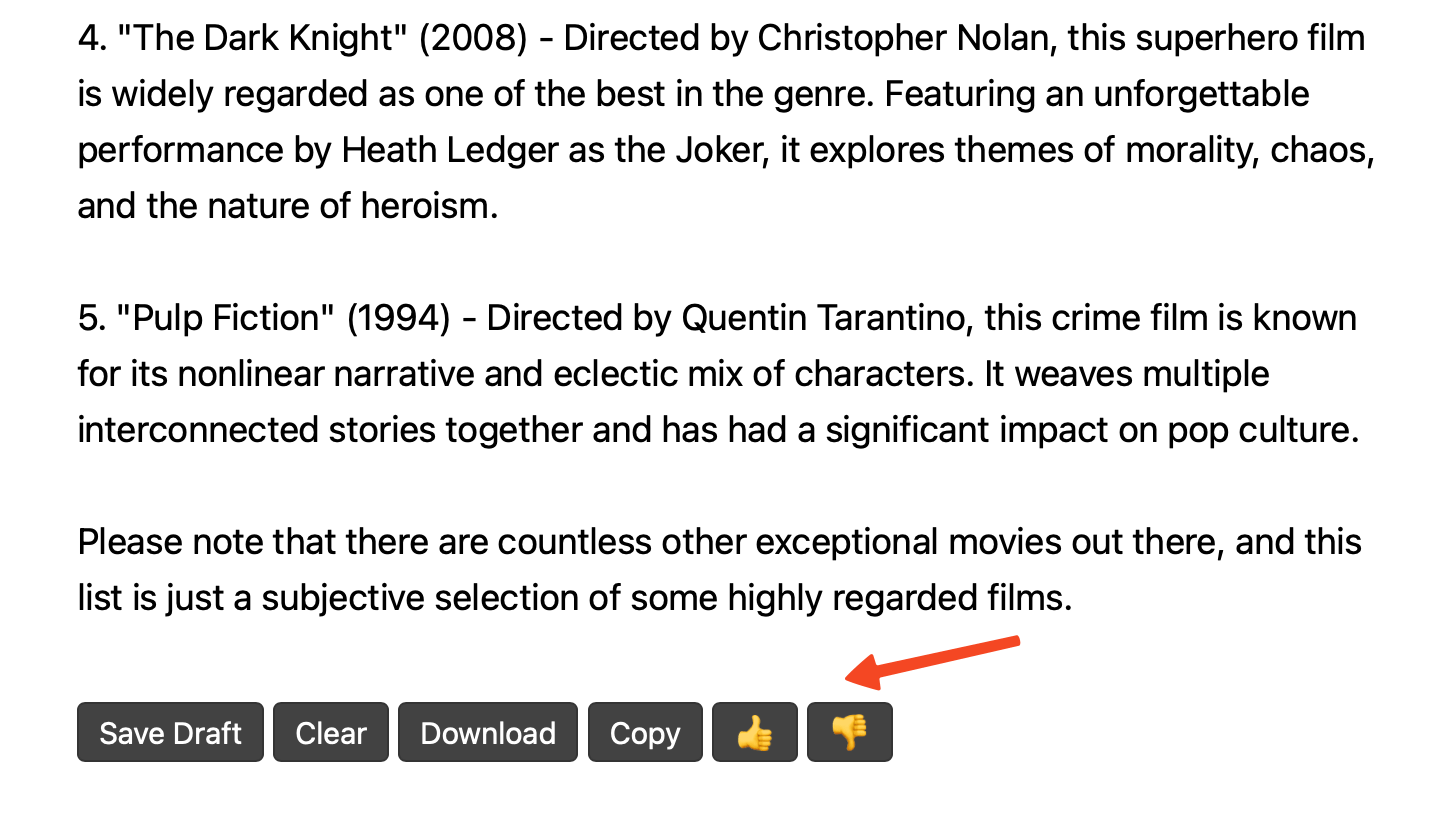 4. "The Dark Knight" (2008) - Directed by Christopher Nolan, this superhero film
is widely regarded as one of the best in the genre. Featuring an unforgettable
performance by Heath Ledger as the Joker, it explores themes of morality, chaos,
and the nature of heroism.
5. "Pulp Fiction" (1994) - Directed by Quentin Tarantino, this crime film is known
for its nonlinear narrative and eclectic mix of characters. It weaves multiple
interconnected stories together and has had a significant impact on pop culture.
Please note that there are countless other exceptional movies out there, and this
list is just a subjective selection of some highly regarded films.
Save Draft Clear Download Copy 👍 👎